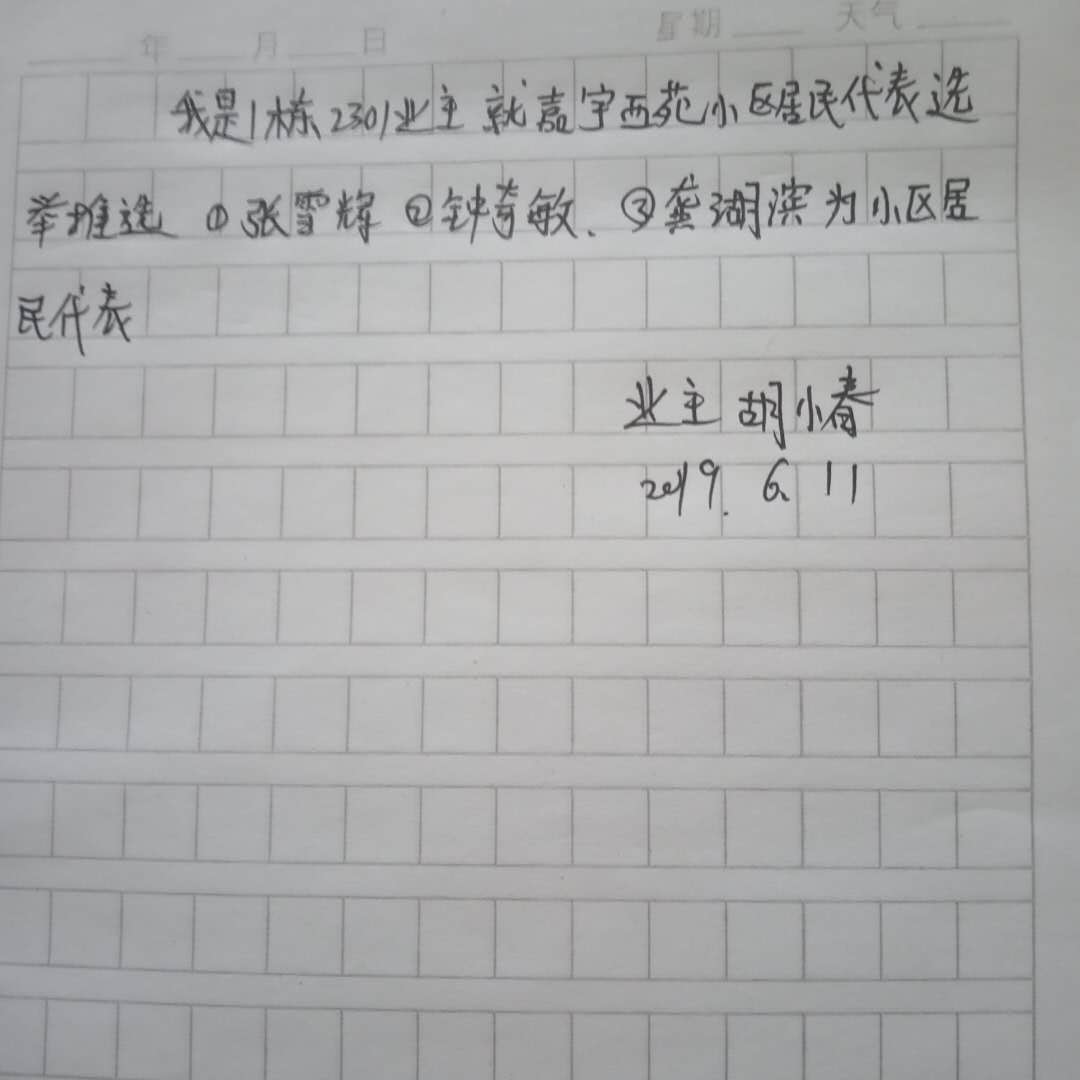 年 月 日 星期 天气
我是1栋2301业主 就嘉宇西苑小区居民代表选
举推选 ①张雪辉 ②钟奇敏、③龚湖滨为小区居
民代表
业主 胡小春
2019. 6. 11